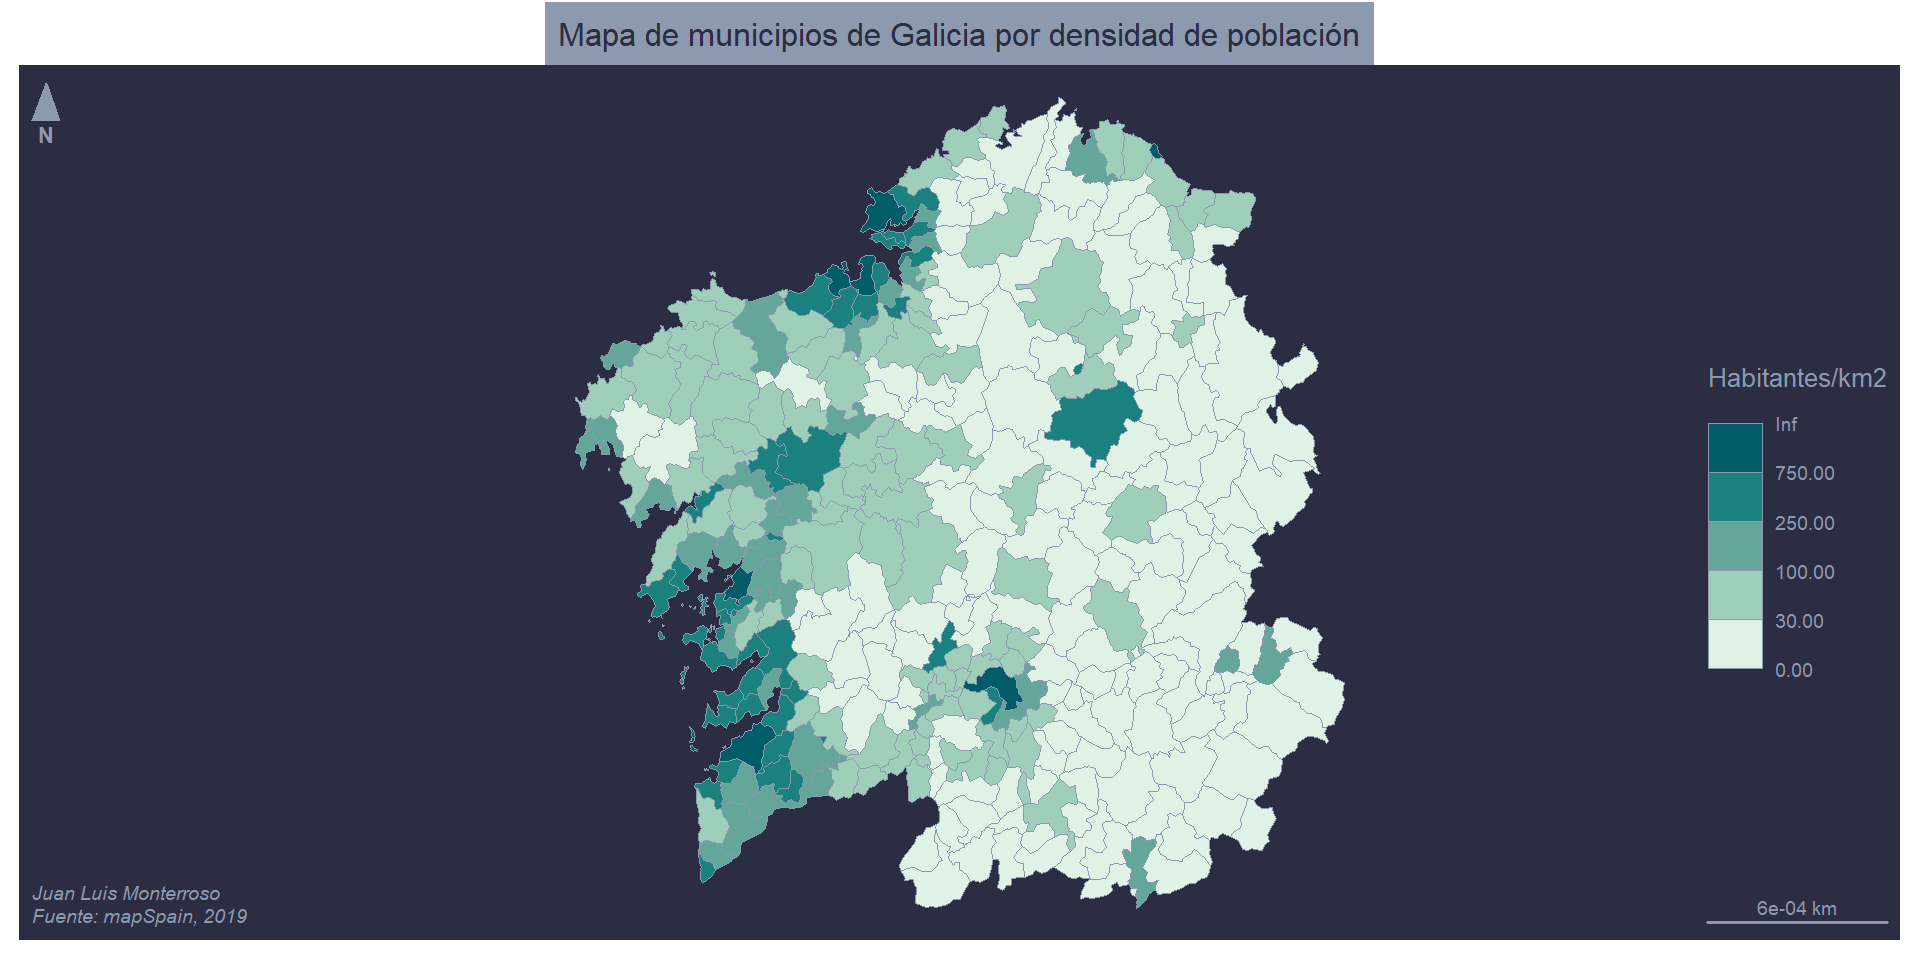 Mapa de municipios de Galicia por densidad de población
N
Habitantes/km2
Inf
750.00
250.00
100.00
30.00
0.00
Juan Luis Monterroso
Fuente: mapSpain, 2019
6e-04 km